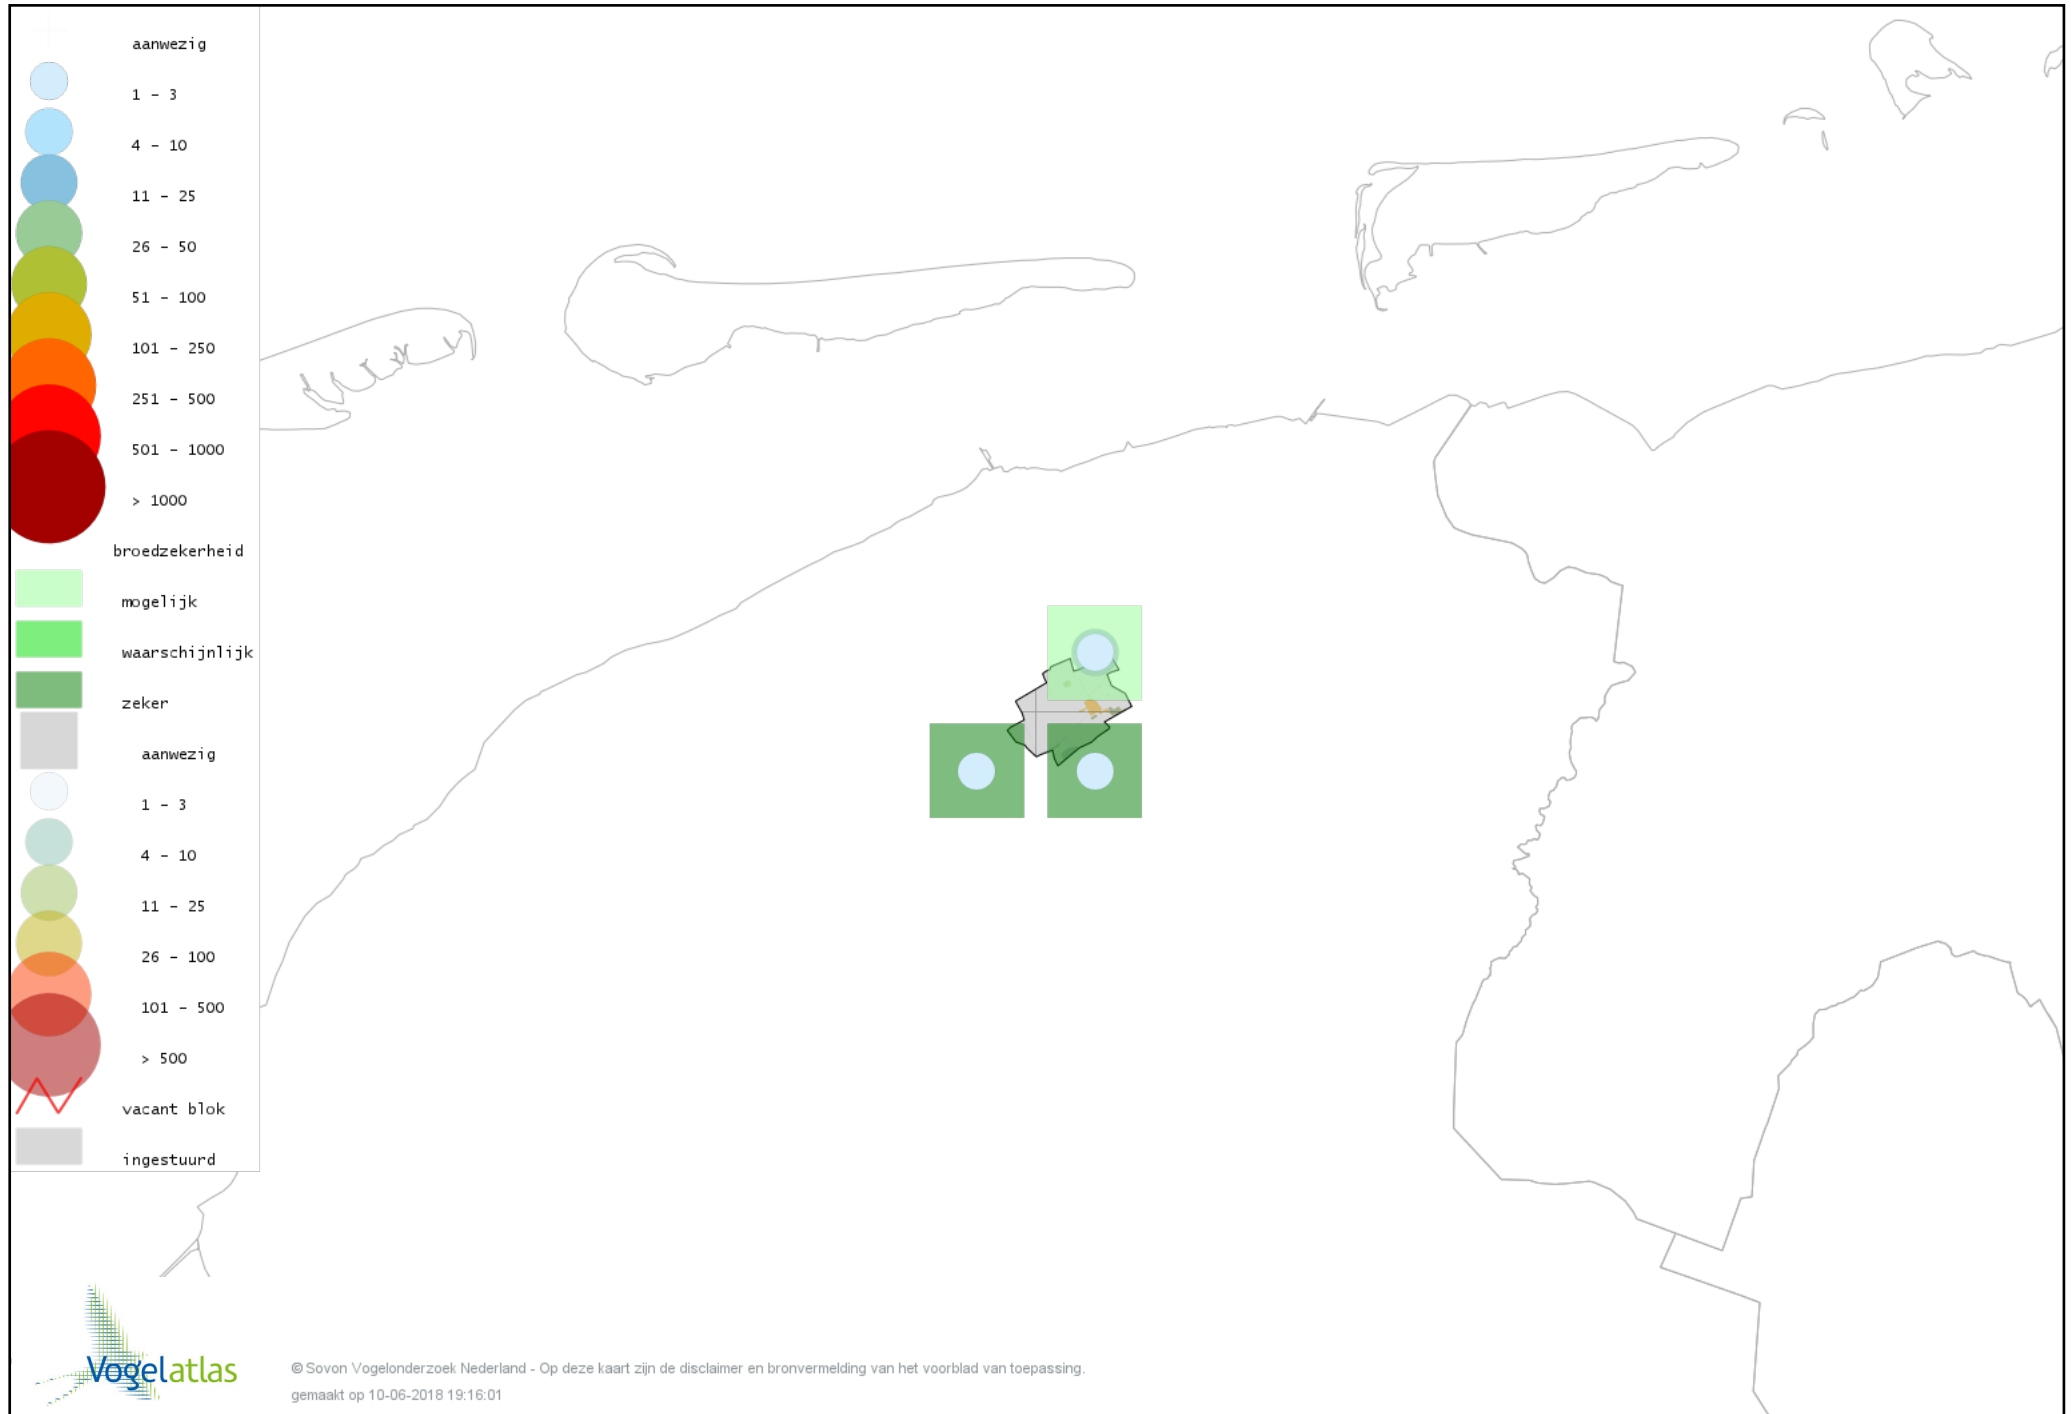 aanwezig
1 - 3
4 - 10
11 - 25
26 - 50
51 - 100
101 - 250
251 - 500
501 - 1000
> 1000
broedzekerheid
mogelijk
waarschijnlijk
zeker
aanwezig
1 - 3
4 - 10
11 - 25
26 - 100
101 - 500
> 500
vacant blok
ingestuurd
Vogelatlas
© Sovon Vogelonderzoek Nederland - Op deze kaart zijn de disclaimer en bronvermelding van het voorblad van toepassing.
gemaakt op 10-06-2018 19:16:01